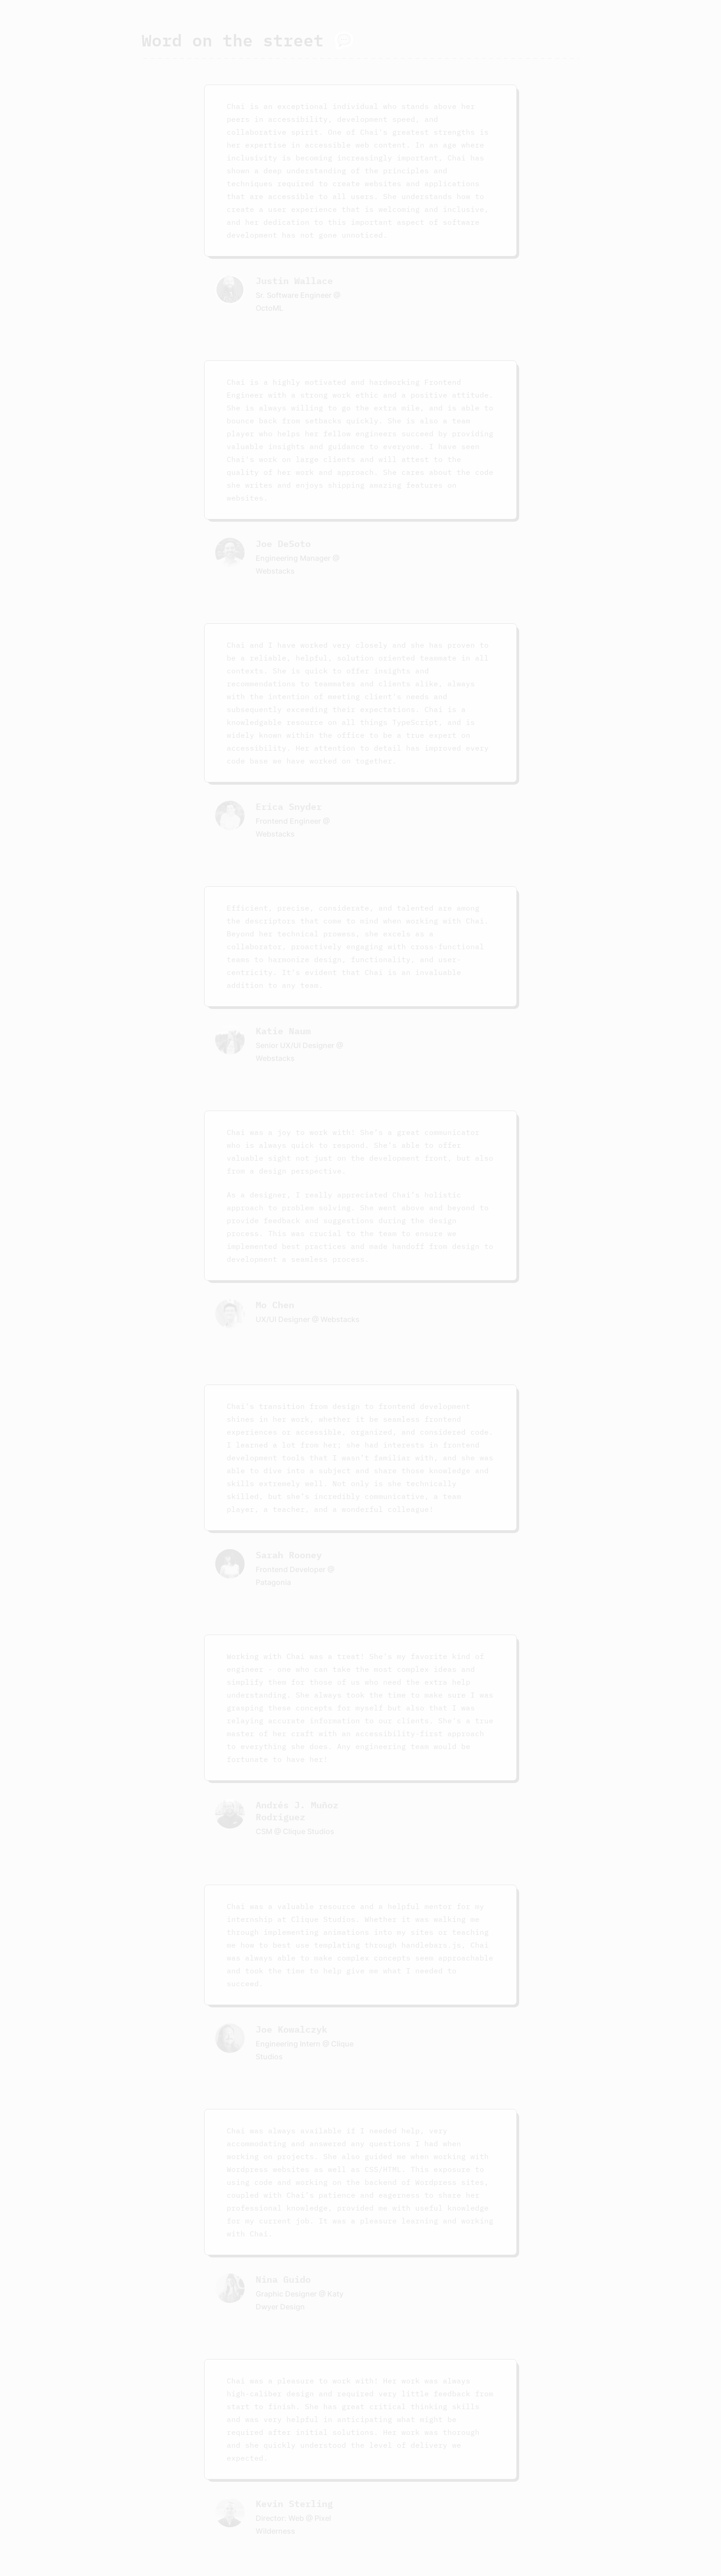 Word on the street
Chai is an exceptional individual who stands above her
peers in accessibility, development speed, and
collaborative spirit. One of Chai's greatest strengths is
her expertise in accessible web content. In an age where
inclusivity is becoming increasingly important, Chai has
shown a deep understanding of the principles and
techniques required to create websites and applications
that are accessible to all users. She understands how to
create a user experience that is welcoming and inclusive,
and her dedication to this important aspect of software
development has not gone unnoticed.
Justin Wallace
Sr. Software Engineer @
OctoML
Chai is a highly motivated and hardworking Frontend
Engineer with a strong work ethic and a positive attitude.
She is always willing to go the extra mile, and is able to
bounce back from setbacks quickly. She is also a team
player who helps her fellow engineers succeed by providing
valuable insights and guidance to everyone. I have seen
Chai's work on large clients and will attest to the
quality of her work and approach. She cares about the code
she writes and enjoys shipping amazing features on
websites.
Joe DeSoto
Engineering Manager @
Webstacks
Chai and I have worked very closely and she has proven to
be a reliable, helpful, solution oriented teammate in all
contexts. She is quick to offer insights and
recommendations to teammates and clients alike, always
with the intention of meeting client's needs and
subsequently exceeding their expectations. Chai is a
knowledgable resource on all things TypeScript, and is
widely known within the office to be a true expert on
accessibility. Her attention to detail has improved every
code base we have worked on together.
Erica Snyder
Frontend Engineer @
Webstacks
Efficient, precise, considerate, and talented are among
the descriptors that come to mind when working with Chai.
Beyond her technical prowess, she excels as a
collaborator, proactively engaging with cross-functional
teams to harmonize design, functionality, and user
centricity. It's evident that Chai is an invaluable
addition to any team.
Katie Naun
Senior UX/UI Designer @
Webstacks
Chai was a joy to work with! She's a great communicator
who is always quick to respond. She's able to offer
valuable sight not just on the development front, but also
from a design perspective.
As a designer, I really appreciated Chai's holistic
approach to problem solving. She went above and beyond to
provide feedback and suggestions during the design
process. This was crucial to the team to ensure we
implemented best practices and made handoff from design to
development a seamless process.
Mo Chen
UX/UI Designer @ Webstacks
Chai's transition from design to frontend development
shines in her work, whether it be seamless frontend
experiences or accessible, organized, and considered code.
I learned a lot from her; she had interests in frontend
development tools that I wasn't familiar with, and she was
able to dive into a subject and share those knowledge and
skills extremely well. Not only is she technically
skilled, but she's incredibly communicative, a team
player, a teacher, and a wonderful colleague!
Sarah Rooney
Frontend Developer @
Patagonia
Working with Chai was a treat! She's my favorite kind of
engineer - one who can take the most complex ideas and
simplify them for those of us who need the extra help
understanding. She always took the time to make sure I was
grasping these concepts for myself but also that I was
relaying accurate information to our clients. She's a true
master of her craft with an accessibility-first approach
to everything she does. Any engineering team would be
fortunate to have her.
Andrés J. Muñoz
Rodriguez
CSM @ Clique Studios
Chai was a valuable resource and a helpful mentor for my
internship at Clique Studios. Whether it was walking me
through implementing animations into my sites or teaching
me how to best use templating through handlebars.js, Chai
was always able to make complex concepts seem approachable
and took the time to help give me what I needed to
succeed.
Joe Kowalczyk
Engineering Intern @ Clique
Studios
Chai was always available if I needed help, very
accommodating and answered any questions I had when
working on projects. She also guided me when working with
Wordpress websites as well as CSS/HTML. This exposure to
using code and working on the backend of Wordpress sites,
coupled with Chai's patience and eagerness to share her
professional knowledge, provided me with useful knowledge
for my current job. It was a pleasure learning and working
with Chai.
Nina Guido
Graphic Designer @ Katy
Dwyer Design
Chai was a pleasure to work with! Her work was always
high-caliber design and required very little feedback from
start to finish. She has great critical thinking skills
and was very helpful in anticipating what might be
required after initial solutions. Her work was thorough
and she quickly understood the level of delivery we
expected.
Kevin Sterling
Director, Web @ Pixel
Wilderness